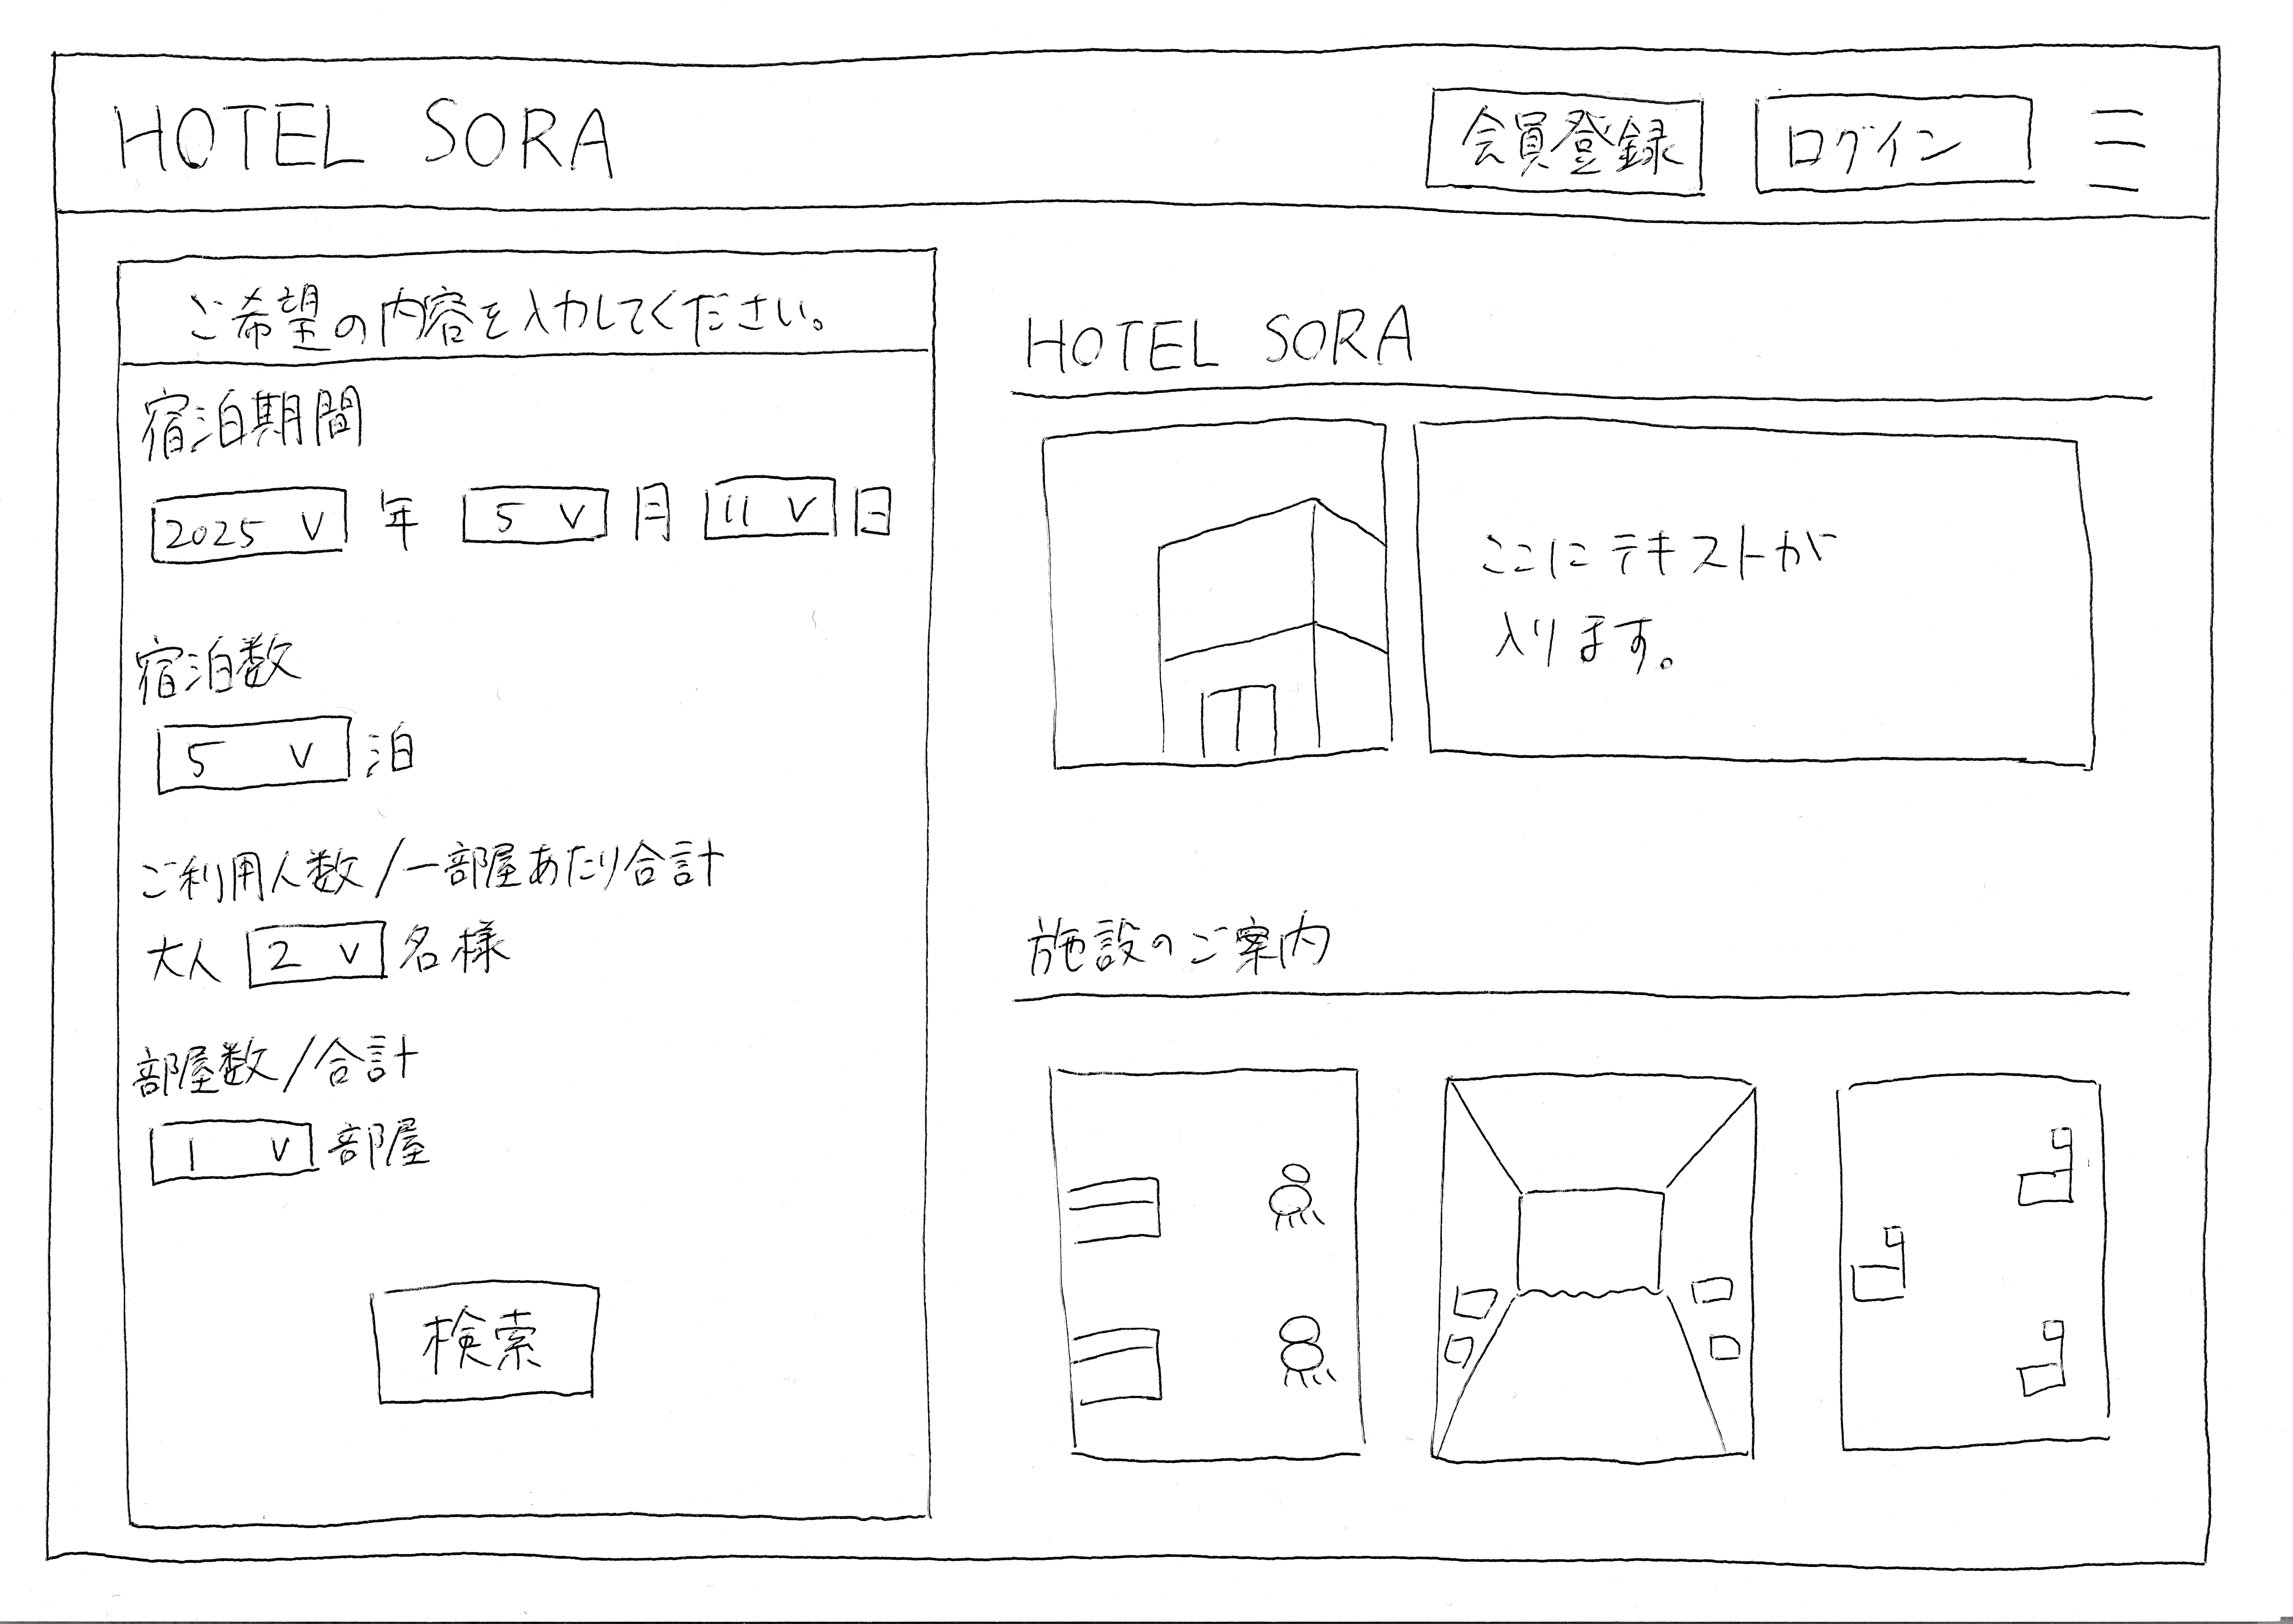 HOTEL SORA
会員登録
ログイン
ご希望の内容を入力してください。
宿泊期間
2025 V 年 5 V 月 11 V 日
宿泊数
5 V 泊
ご利用人数/一部屋あたり合計
大人 2 V 名様
部屋数/合計
1 V 部屋
検索
HOTEL SORA
ここにテキストが
入ります。
施設のご案内